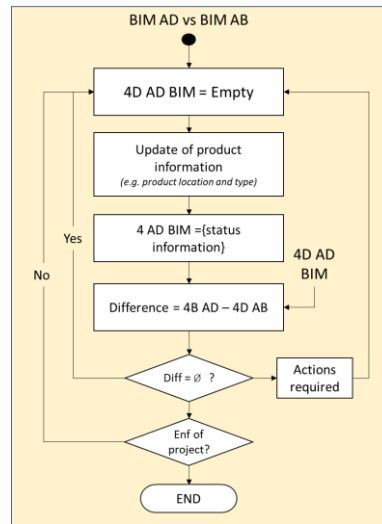 BIM AD vs BIM AB
4D AD BIM = Empty
Update of product
information
(e.g. product location and type)
4 AD BIM ={status
information}
Yes
No
4D AD
BIM
Difference = 4B AD – 4D AB
Diff = ∅ ?
Actions
required
Enf of
project?
END